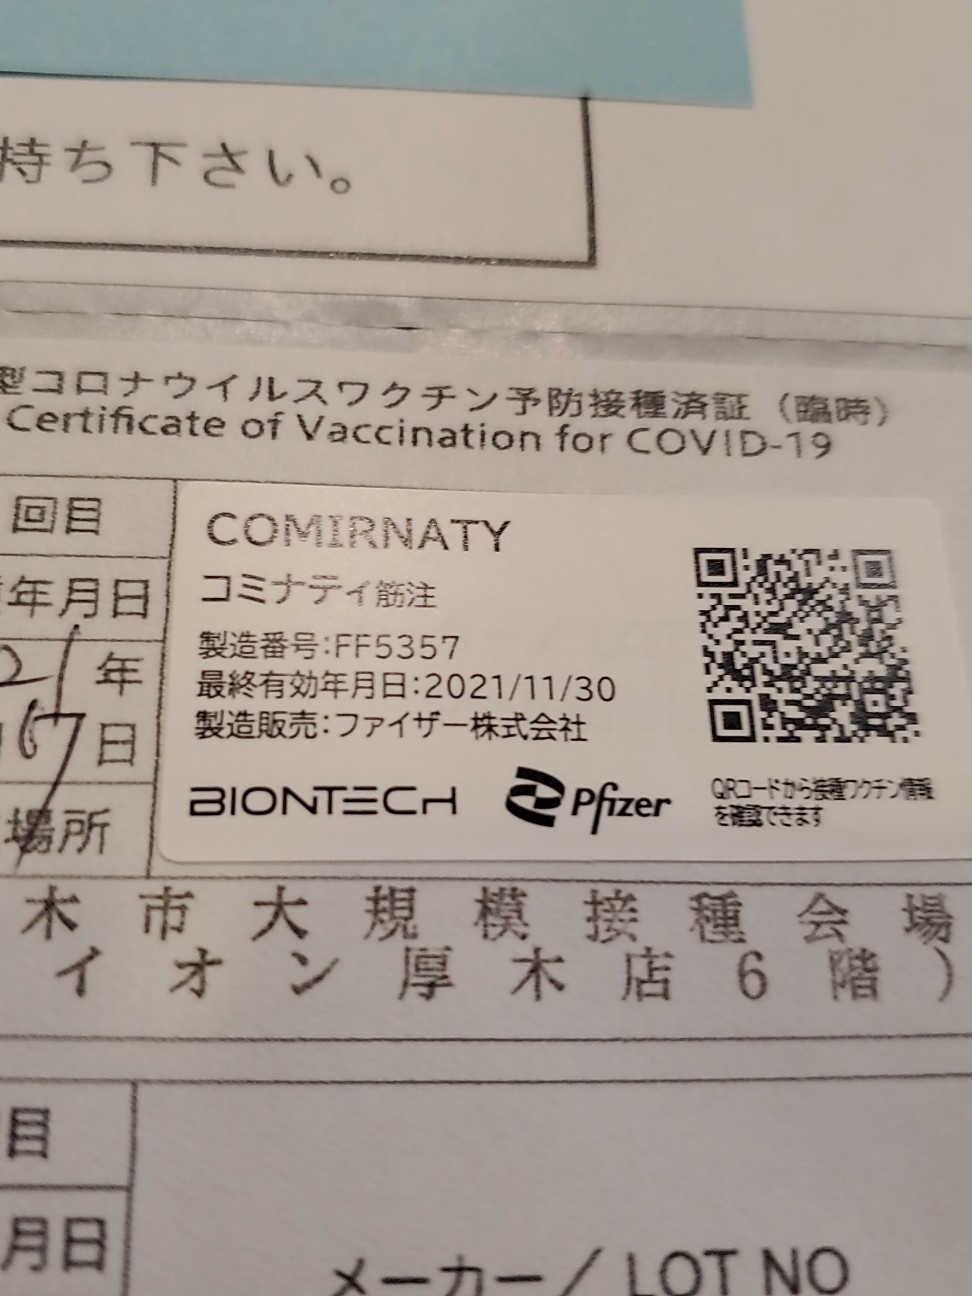 持ち下さい。
型コロナウイルスワクチン予防接種済証（臨時）
Certificate of Vaccination for COVID-19
回目
年月日
21年
日
場所
COMIRNATY
コミナティ筋注
製造番号:FF5357
最終有効年月日:2021/11/30
製造販売:ファイザー株式会社
BIONTECH Pfizer
QRコードから接種ワクチン情報
を確認できます
木市大規模接種会場
イオン厚木店6階）
目
月日
メーカー／LOT NO